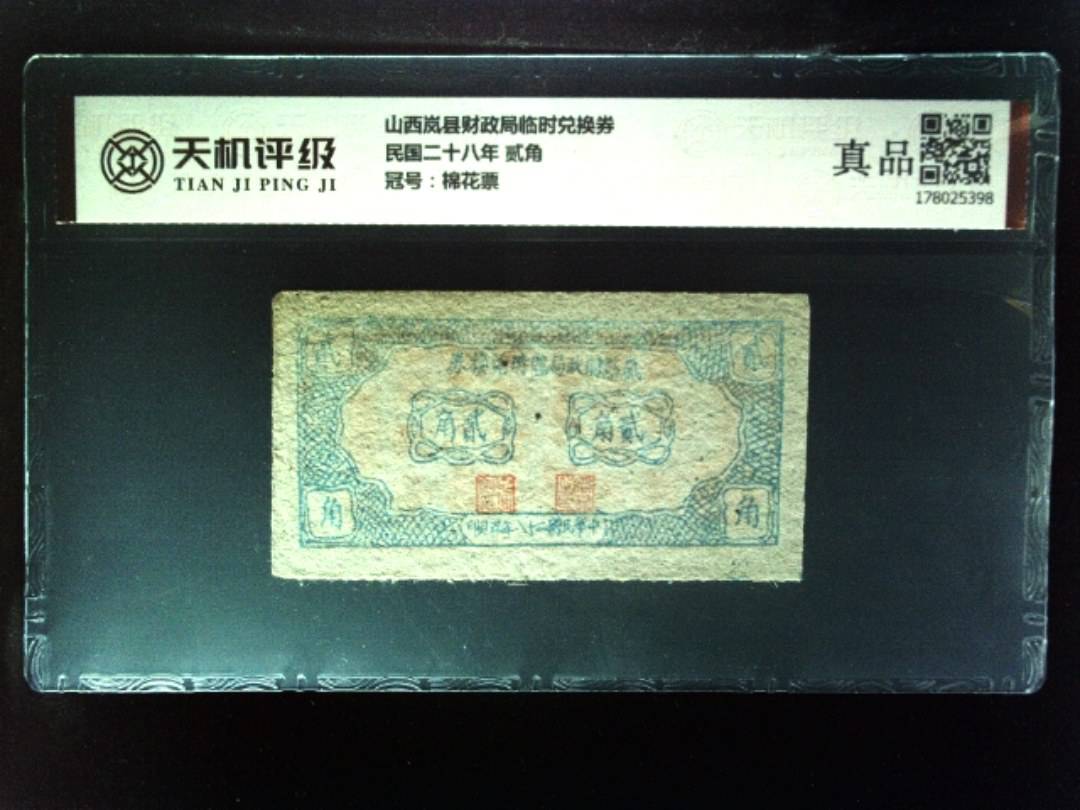 天机评级
TIAN JI PING JI
山西岚县财政局临时兑换券
民国二十八年 贰角
冠号：棉花票
真品
178025398
贰
贰
角贰
角贰
角
角